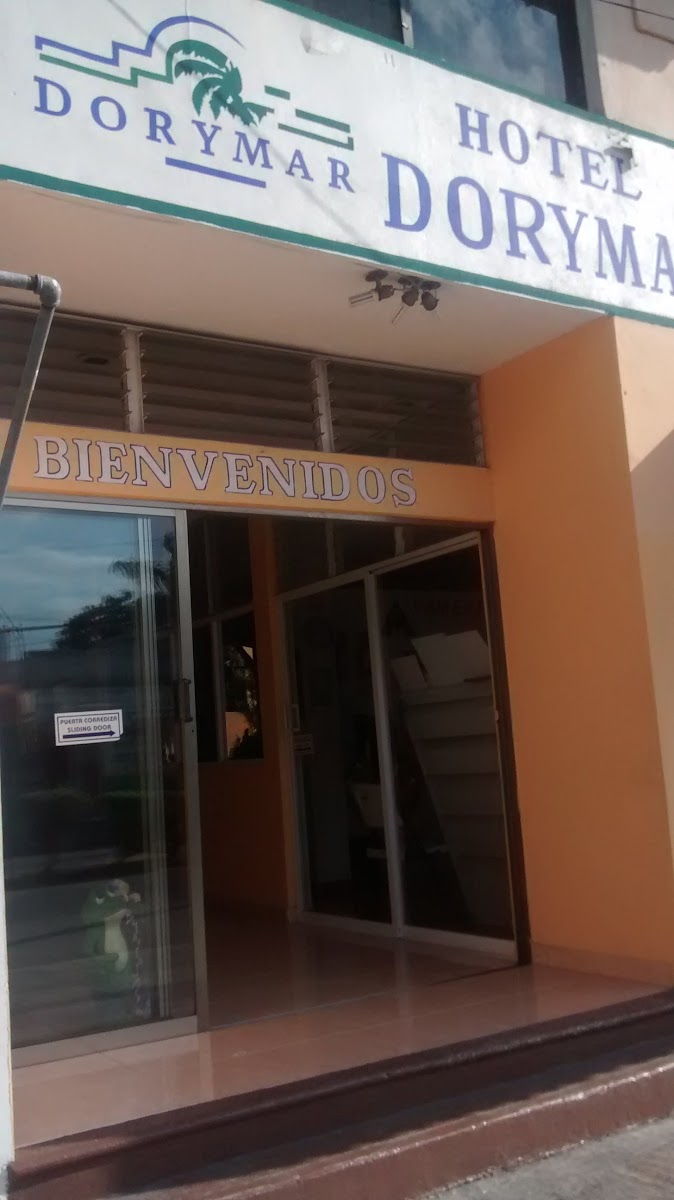 DORYMAR
HOTEL
DORYMA
BIENVENIDOS
PUERTA CORREDIZA
SLIDING DOOR